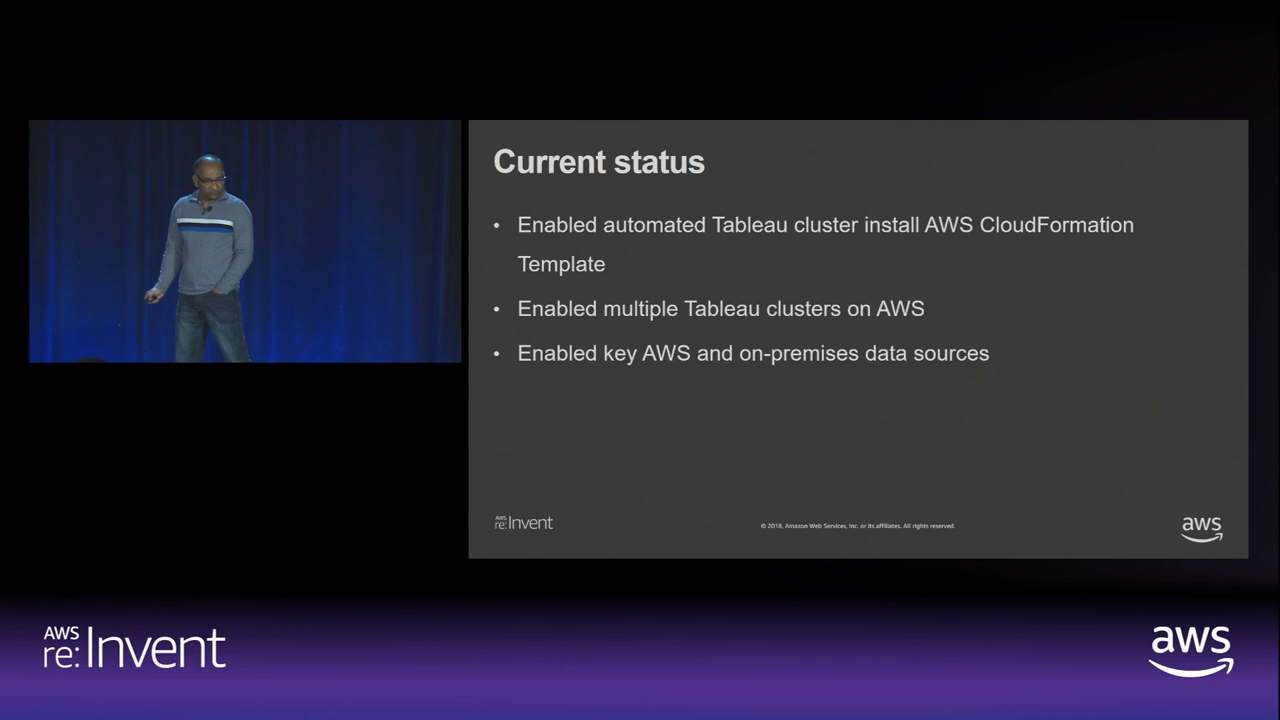 Current status
• Enabled automated Tableau cluster install AWS CloudFormation
Template
• Enabled multiple Tableau clusters on AWS
• Enabled key AWS and on-premises data sources
AWS
re:Invent
© 2018, Amazon Web Services, Inc. or its affiliates. All rights reserved.
aws
AWS
re:Invent
aws